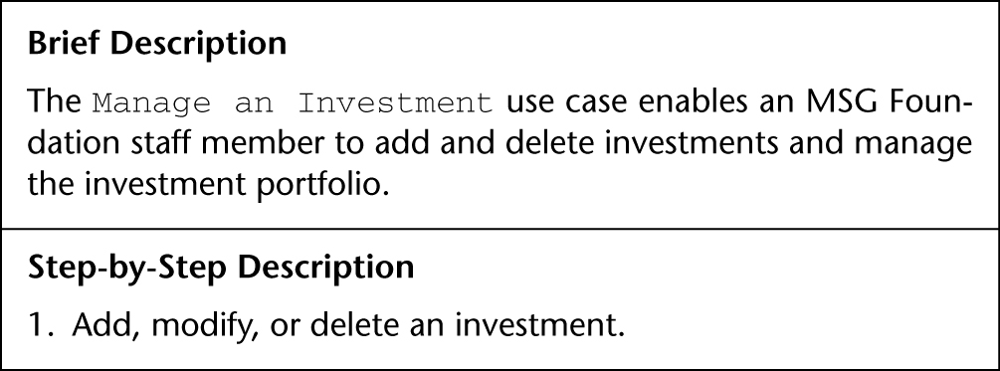 Brief Description
The Manage an Investment use case enables an MSG Foun-
dation staff member to add and delete investments and manage
the investment portfolio.
Step-by-Step Description
1. Add, modify, or delete an investment.